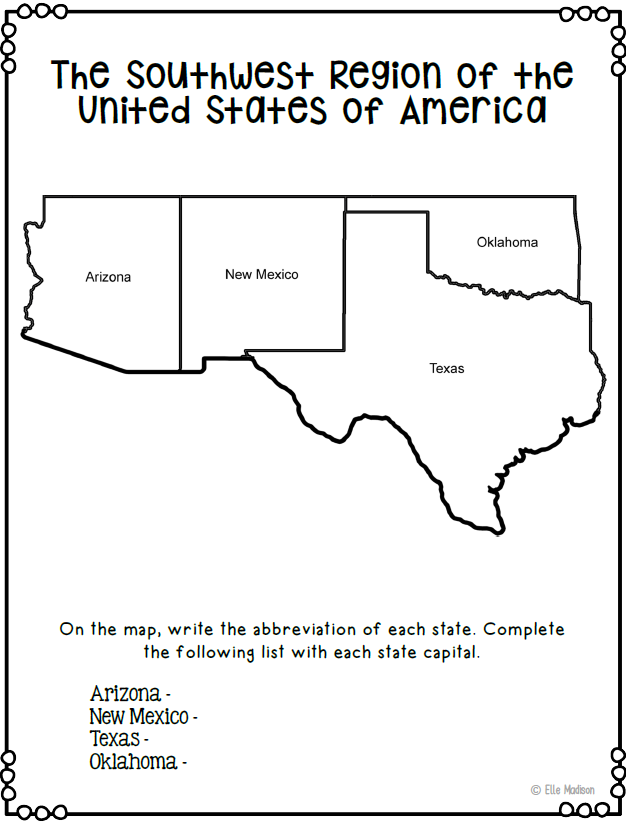 The Southwest Region of the
United States of America
Oklahoma
New Mexico
Arizona
Texas
On the map, write the abbreviation of each state. Complete
the following list with each state capital.
Arizona -
New Mexico -
Texas -
Oklahoma -
© Elle Madison